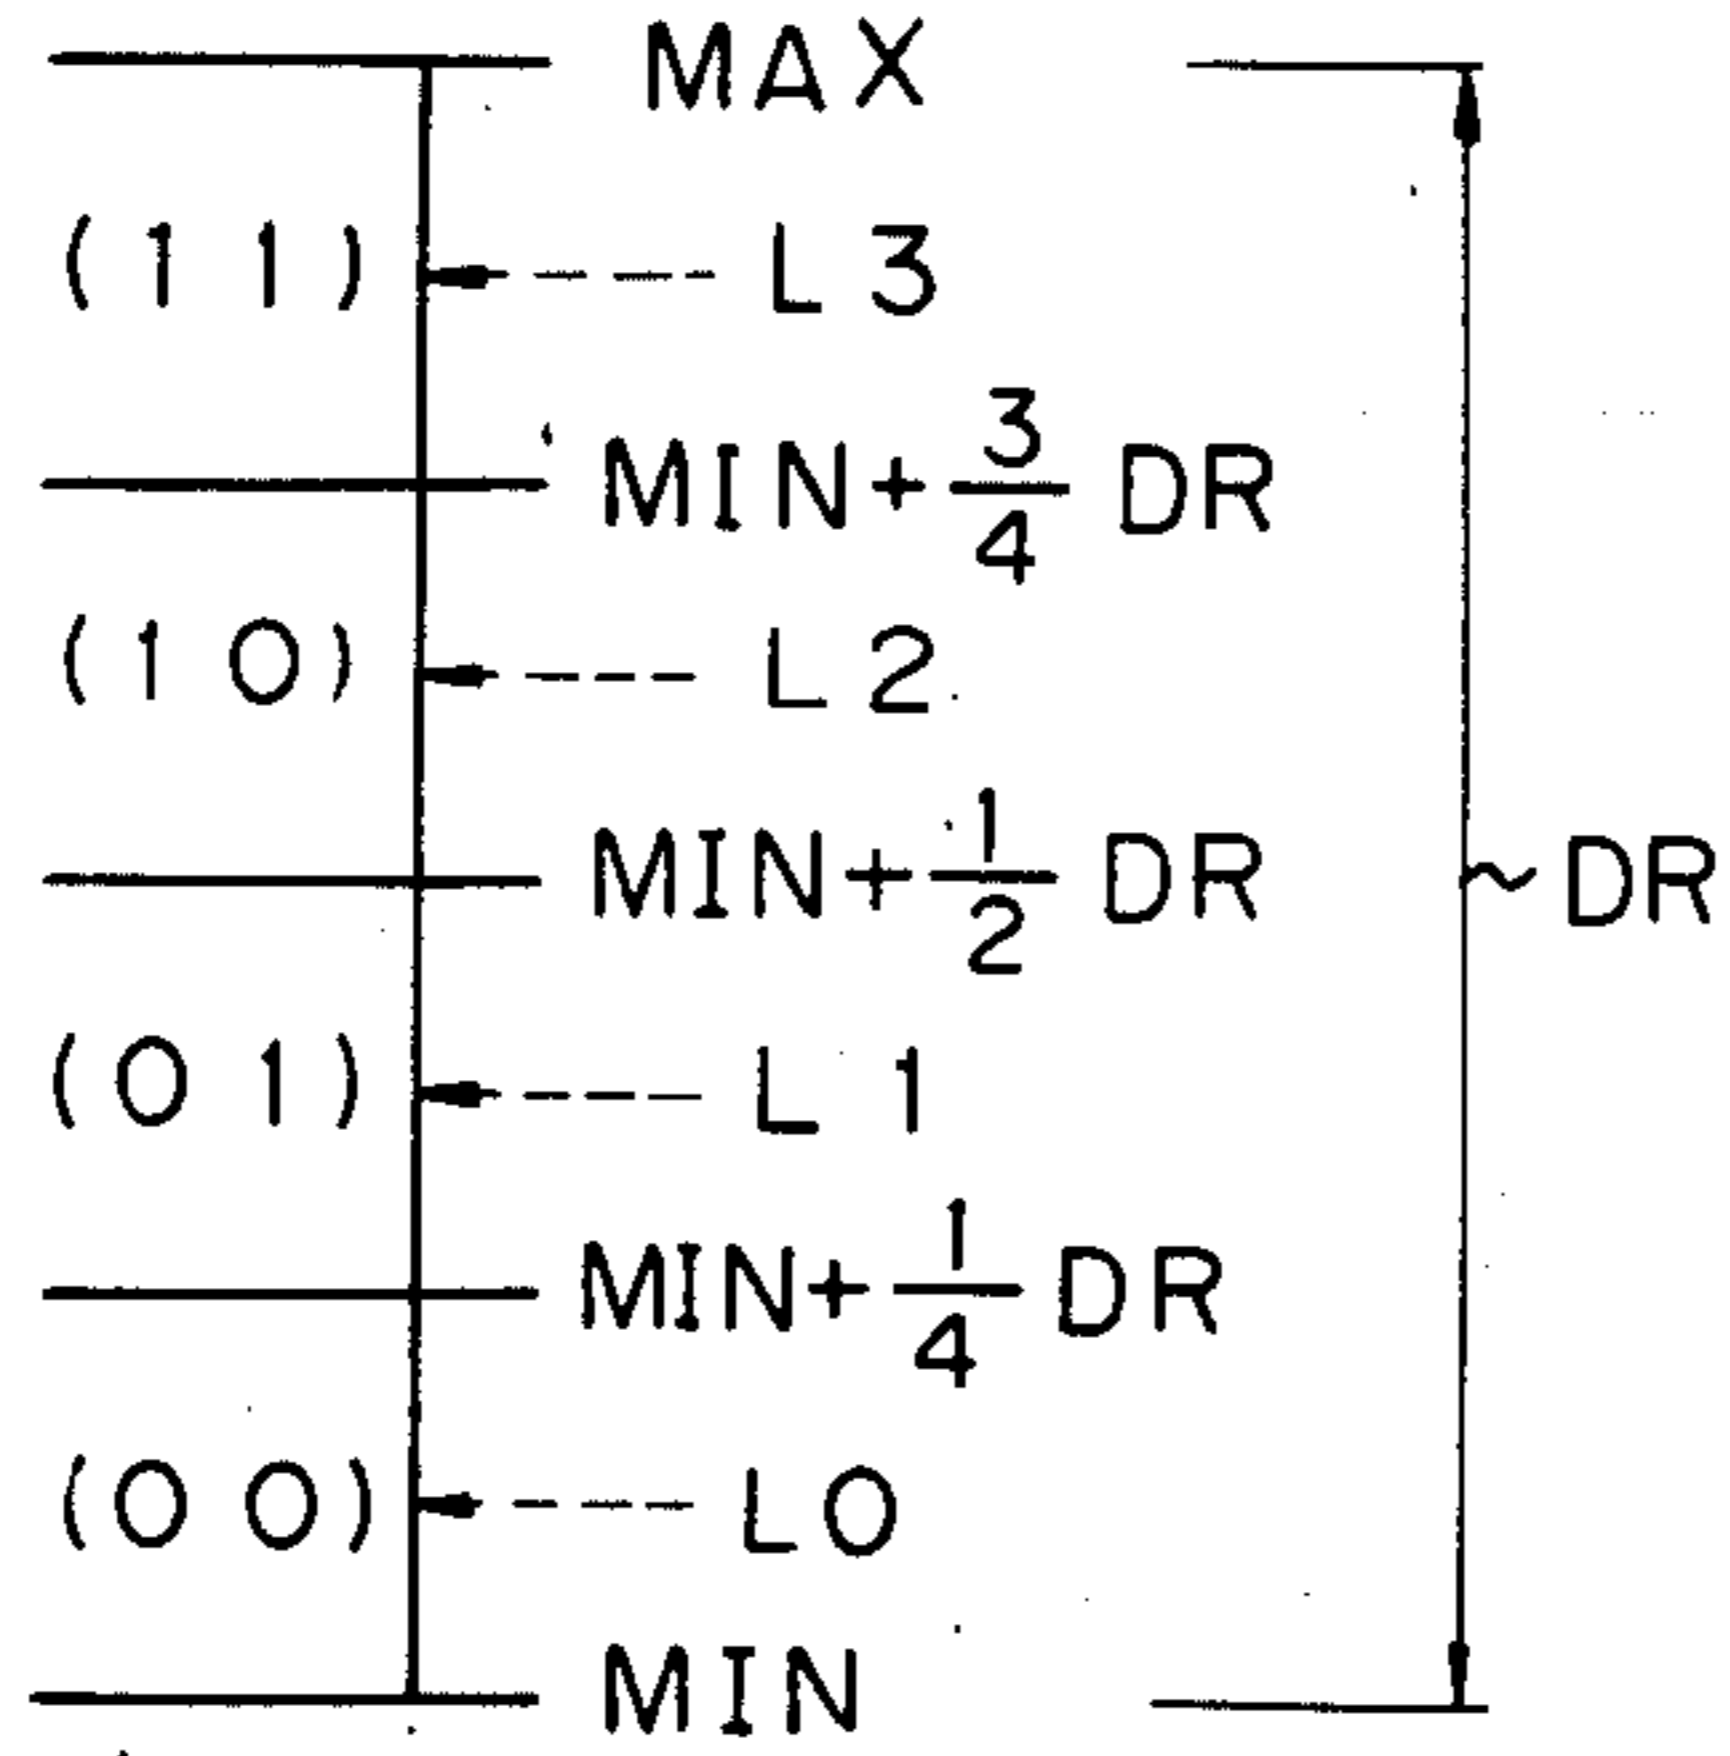 MAX
(11) L3
MIN+3/4 DR
(10) L2
MIN+1/2 DR
DR
(01) L1
MIN+1/4 DR
(00) L0
MIN